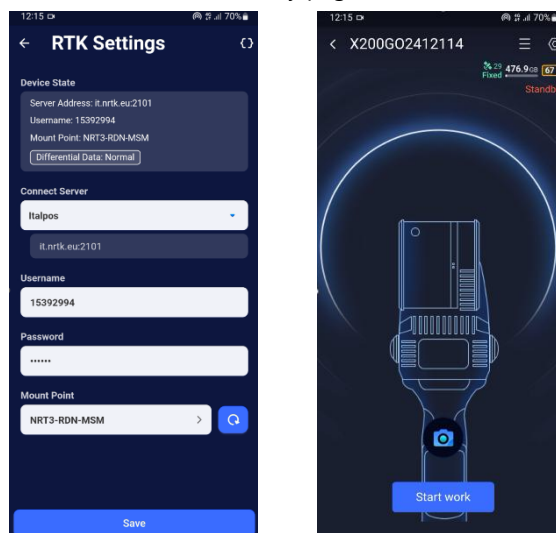 12:15
70%
RTK Settings
Device State
Server Address: it.nrtk.eu:2101
Username: 15392994
Mount Point: NRT3-RDN-MSM
Differential Data: Normal
Connect Server
Italpos
it.nrtk.eu:2101
Username
15392994
Password
••••••
Mount Point
NRT3-RDN-MSM
Save
12:15
70%
X200GO2412114
29
Fixed
476.9GB
67
Standb
Start work